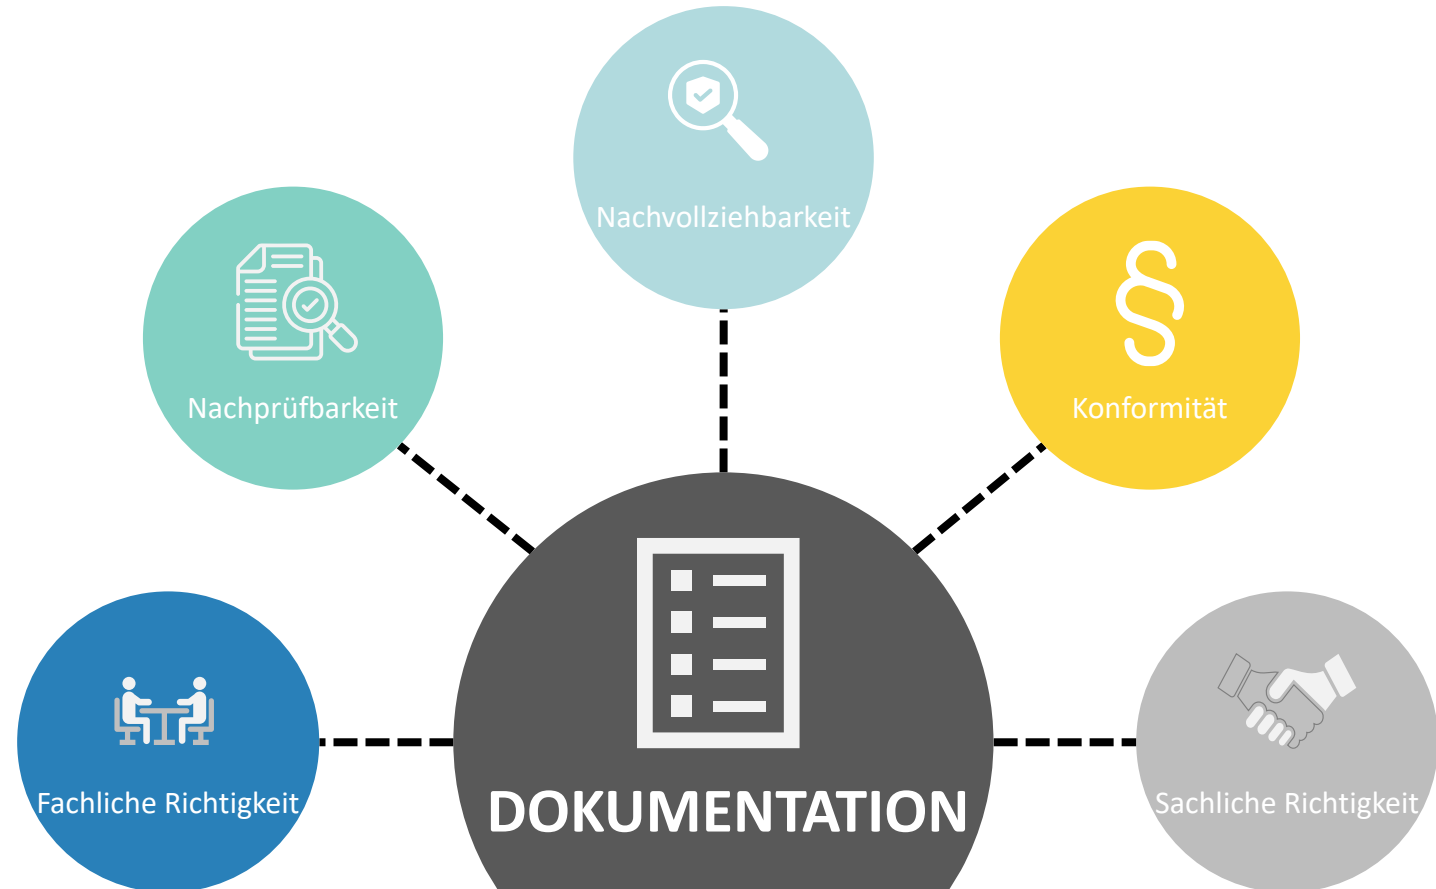 Nachvollziehbarkeit
Nachprüfbarkeit
Konformität
Fachliche Richtigkeit
DOKUMENTATION
Sachliche Richtigkeit